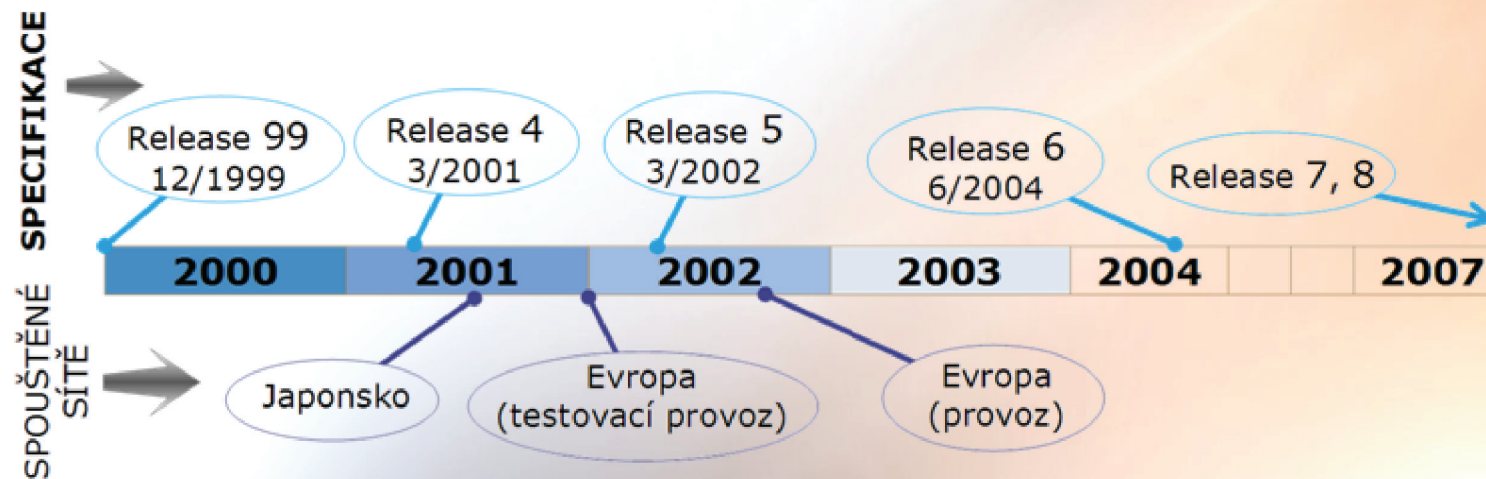 SPECIFIKACE
Release 99
12/1999
Release 4
3/2001
Release 5
3/2002
Release 6
6/2004
Release 7, 8
2000
2001
2002
2003
2004
2007
SPOUŠTĚNÉ
SÍTĚ
Japonsko
Evropa
(testovací provoz)
Evropa
(provoz)